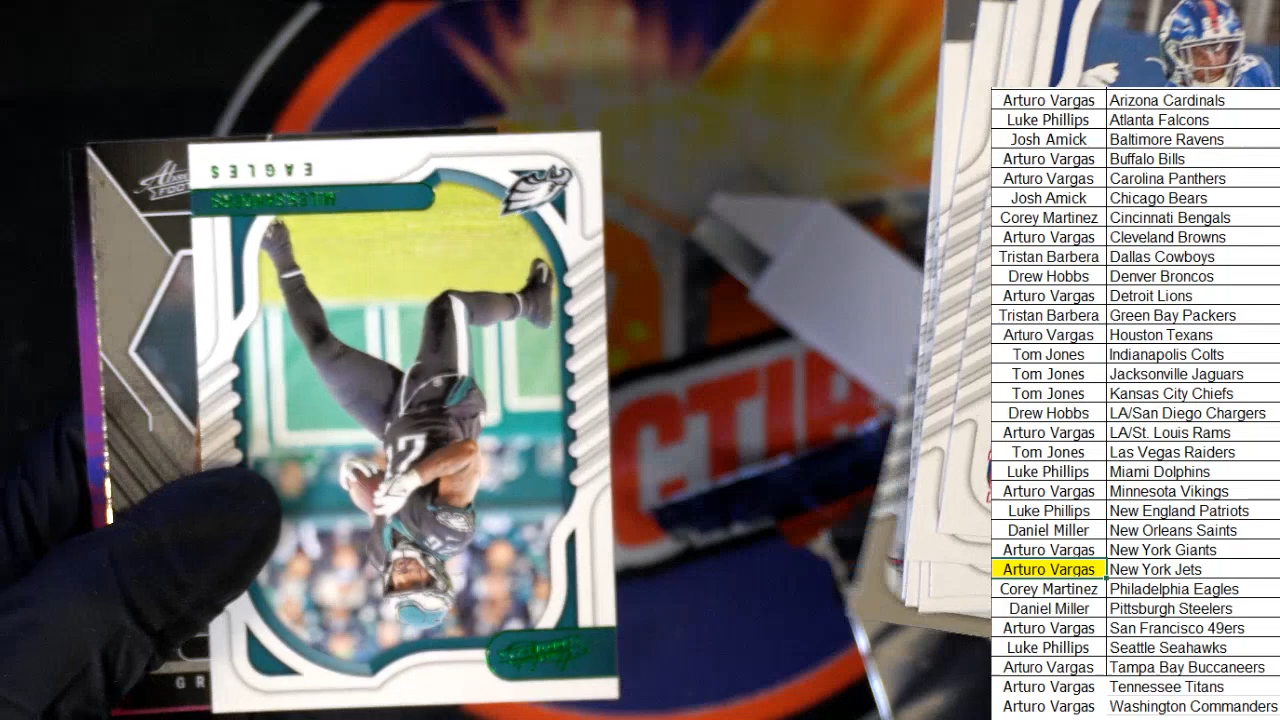 EAGLES
MILES SANDERS
Absolute
FOOT
GR
CTIF
Arturo Vargas Arizona Cardinals
Luke Phillips Atlanta Falcons
Josh Amick Baltimore Ravens
Arturo Vargas Buffalo Bills
Arturo Vargas Carolina Panthers
Josh Amick Chicago Bears
Corey Martinez Cincinnati Bengals
Arturo Vargas Cleveland Browns
Tristan Barbera Dallas Cowboys
Drew Hobbs Denver Broncos
Arturo Vargas Detroit Lions
Tristan Barbera Green Bay Packers
Arturo Vargas Houston Texans
Tom Jones Indianapolis Colts
Tom Jones Jacksonville Jaguars
Tom Jones Kansas City Chiefs
Drew Hobbs LA/San Diego Chargers
Arturo Vargas LA/St. Louis Rams
Tom Jones Las Vegas Raiders
Luke Phillips Miami Dolphins
Arturo Vargas Minnesota Vikings
Luke Phillips New England Patriots
Daniel Miller New Orleans Saints
Arturo Vargas New York Giants
Arturo Vargas New York Jets
Corey Martinez Philadelphia Eagles
Daniel Miller Pittsburgh Steelers
Arturo Vargas San Francisco 49ers
Luke Phillips Seattle Seahawks
Arturo Vargas Tampa Bay Buccaneers
Arturo Vargas Tennessee Titans
Arturo Vargas Washington Commanders